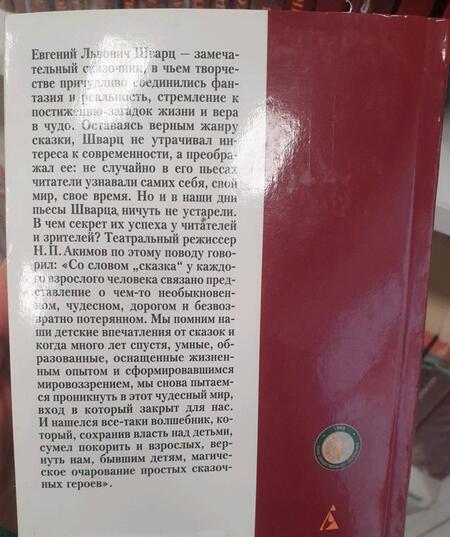 Евгений Львович Шварц — замеча-
тельный сказочник, в чьем творче-
стве причудливо соединились фан-
тазия и реальность, стремление к
постижению загадок жизни и вера
в чудо. Оставаясь верным жанру
сказки, Шварц не утрачивал ин-
тереса к современности, а преобра-
жал ее: не случайно в его пьесах
читатели узнавали самих себя, свой
мир, свое время. Но и в наши дни
пьесы Шварца ничуть не устарели.
В чем секрет их успеха у читателей
и зрителей? Театральный режиссер
Н. П. Акимов по этому поводу гово-
рил: «Со словом „сказка“ у каждо-
го взрослого человека связано пред-
ставление о чем-то необыкновен-
ном, чудесном, дорогом и безвоз-
вратно потерянном. Мы помним на-
ши детские впечатления от сказок и
когда много лет спустя, умные, об-
разованные, оснащенные жизнен-
ным опытом и сформировавшимся
мировоззрением, мы снова пытаем-
ся проникнуть в этот чудесный мир,
вход в который закрыт для нас.
И нашелся все-таки волшебник, ко-
торый, сохранив власть над детьми,
сумел покорить и взрослых, вер-
нуть нам, бывшим детям, магиче-
ское очарование простых сказоч-
ных героев».